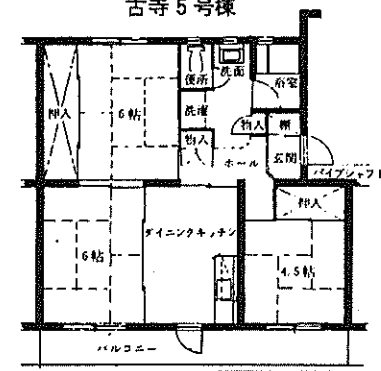 古寺5号棟
便所
洗面
浴室
押入
6帖
洗濯
物入
棚
物入
ホール
玄関
パイプシャフト
押入
ダイニングキッチン
6帖
4.5帖
バルコニー